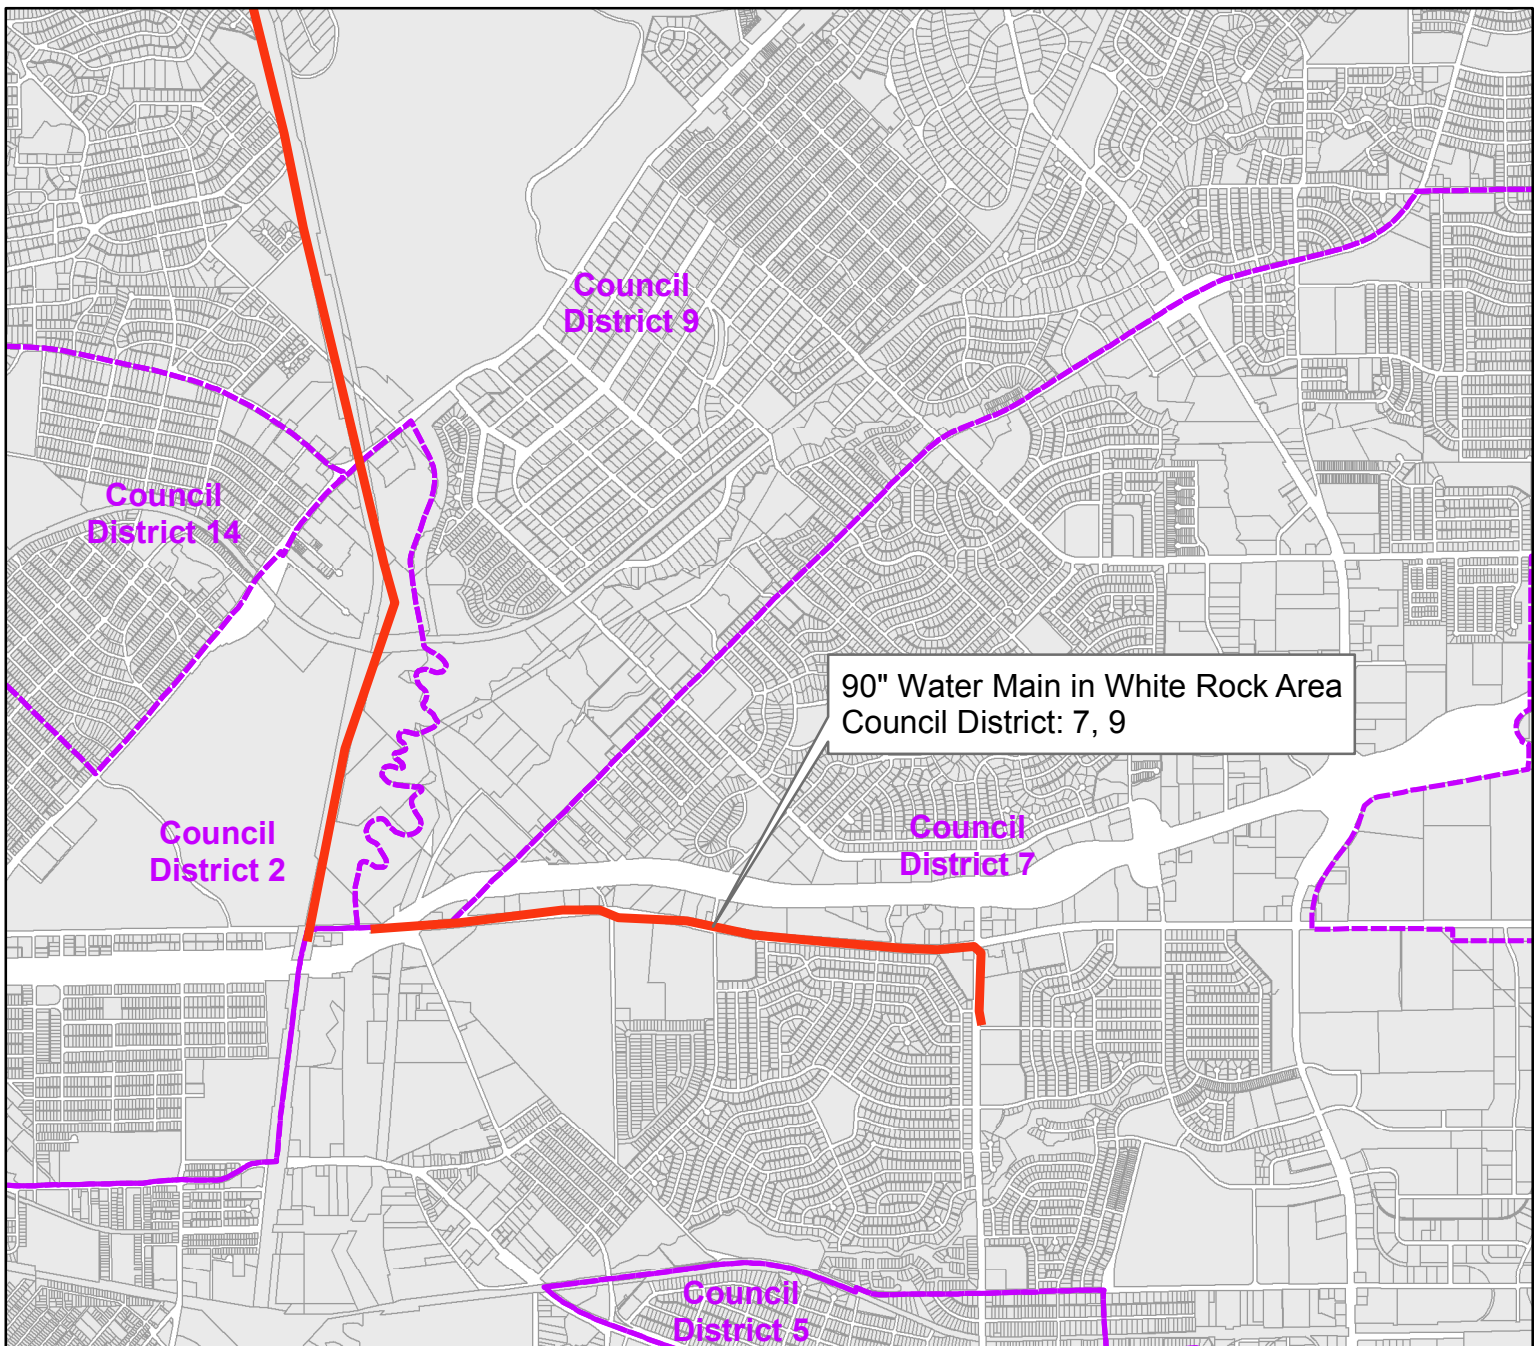 Council
District 9
Council
District 14
90" Water Main in White Rock Area
Council District: 7, 9
Council
District 2
Council
District 7
Council
District 5